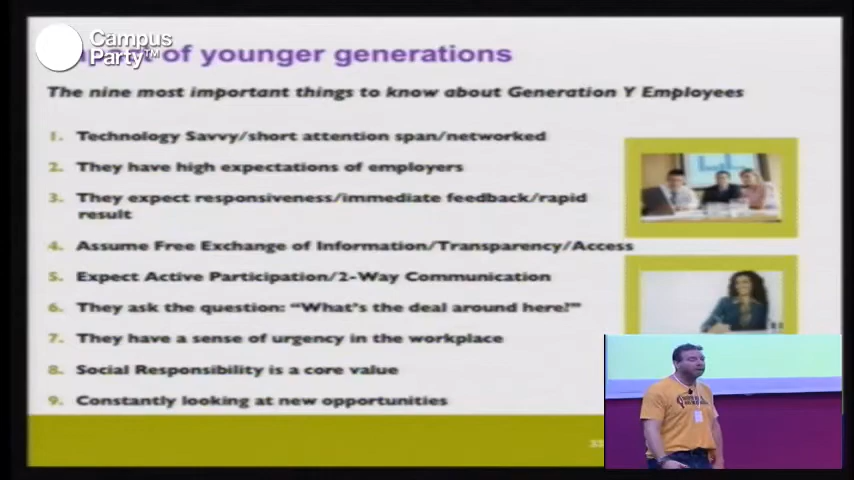 Campus
Party™
of younger generations
The nine most important things to know about Generation Y Employees
1. Technology Savvy/short attention span/networked
2. They have high expectations of employers
3. They expect responsiveness/immediate feedback/rapid
result
4. Assume Free Exchange of Information/Transparency/Access
5. Expect Active Participation/2-Way Communication
6. They ask the question: “What's the deal around here?”
7. They have a sense of urgency in the workplace
8. Social Responsibility is a core value
9. Constantly looking at new opportunities